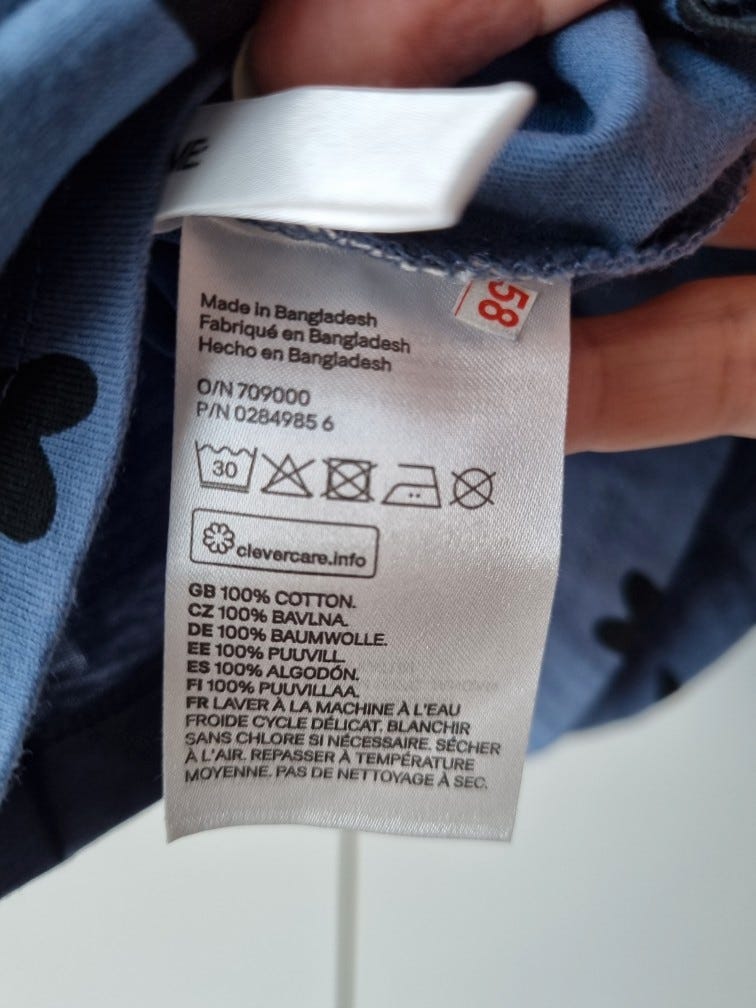 58
Made in Bangladesh
Fabriqué en Bangladesh
Hecho en Bangladesh
O/N 709000
P/N 0284985 6
30
clevercare.info
GB 100% COTTON.
CZ 100% BAVLNA.
DE 100% BAUMWOLLE.
EE 100% PUUVILL.
ES 100% ALGODÓN.
FI 100% PUUVILLAA.
FR LAVER À LA MACHINE À L'EAU
FROIDE CYCLE DÉLICAT. BLANCHIR
SANS CHLORE SI NÉCESSAIRE. SÉCHER
À L'AIR. REPASSER À TEMPÉRATURE
MOYENNE. PAS DE NETTOYAGE À SEC.